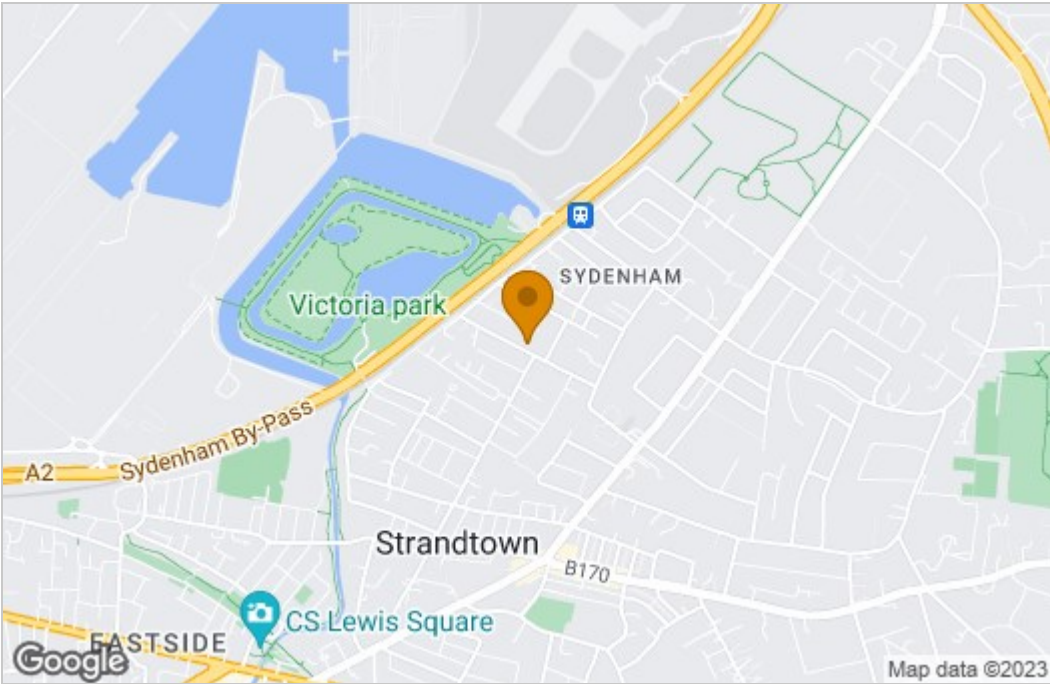 SYDENHAM
Victoria park
Sydenham By-Pass
A2
Strandtown
B170
CS Lewis Square
EASTSIDE
Google
Map data ©2023